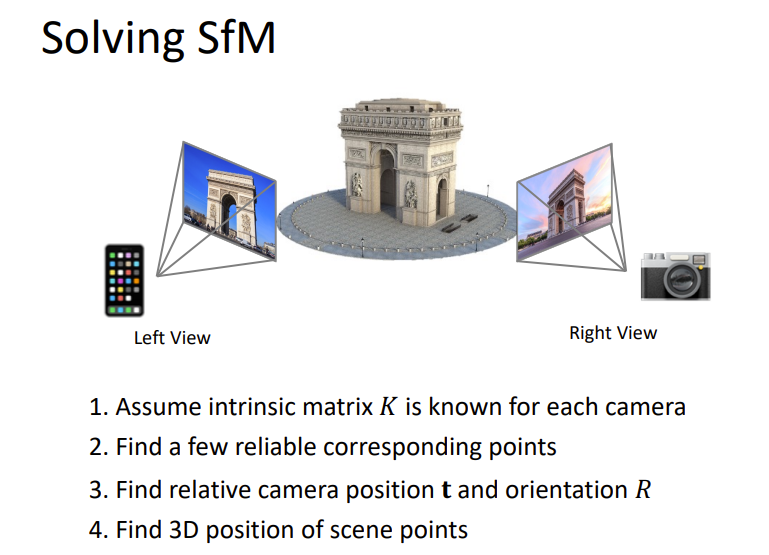 Solving SfM
Left View
Right View
1. Assume intrinsic matrix K is known for each camera
2. Find a few reliable corresponding points
3. Find relative camera position t and orientation R
4. Find 3D position of scene points